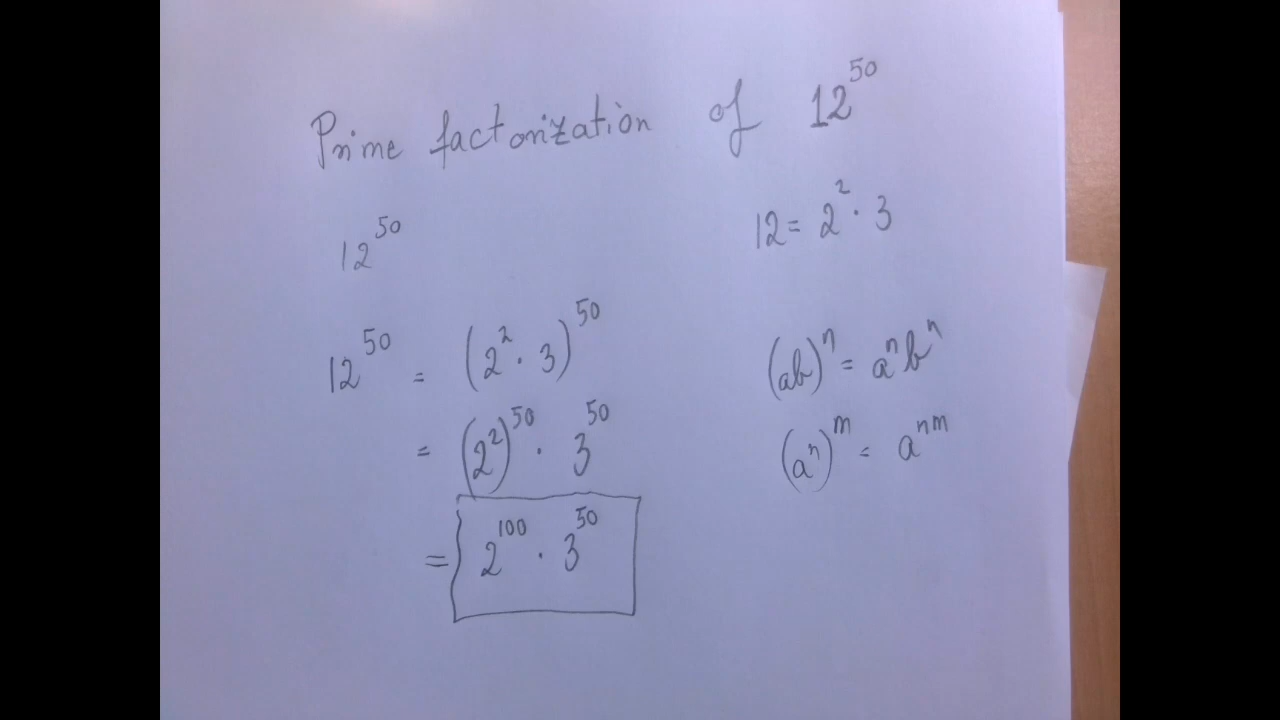 Prime factorization of 12^50
12^50
12 = 2^2 · 3
12^50 = (2^2 · 3)^50
(ab)^n = a^n b^n
= (2^2)^50 · 3^50
(a^n)^m = a^nm
= 2^100 · 3^50